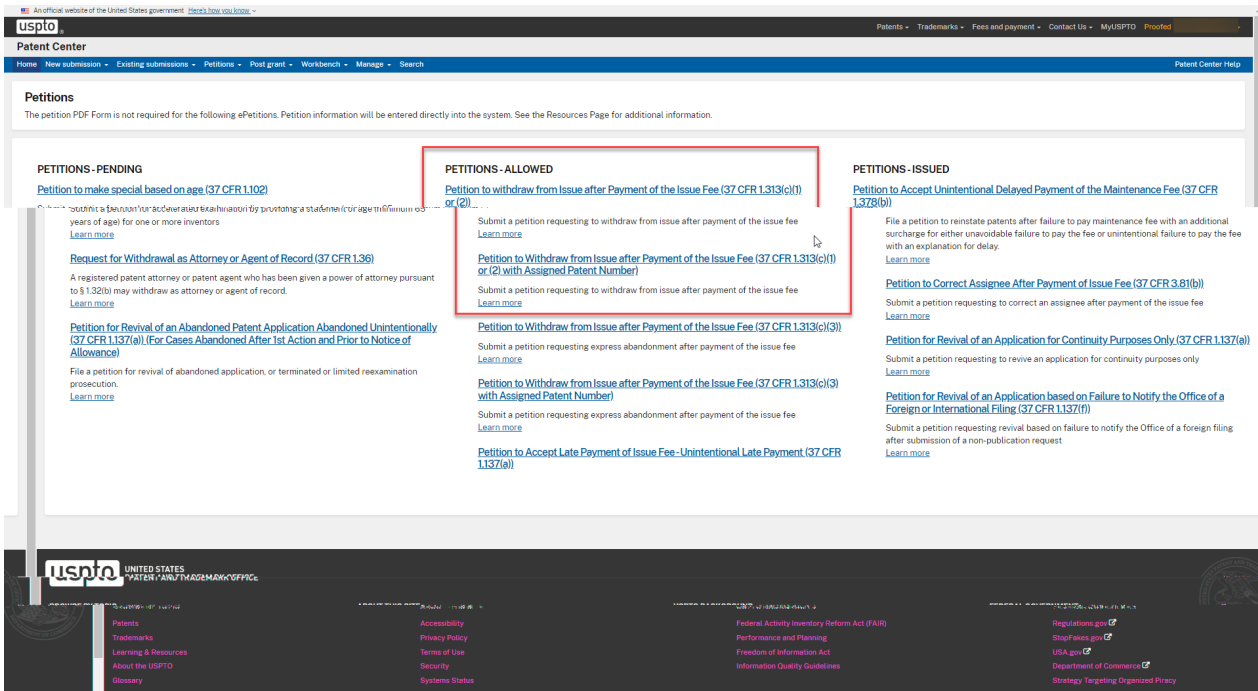 An official website of the United States government Here's how you know
uspto
Patents Trademarks Fees and payment Contact Us MyUSPTO Proofed
Patent Center
Home New submission Existing submissions Petitions Post grant Workbench Manage Search Patent Center Help
Petitions
The petition PDF Form is not required for the following ePetitions. Petition information will be entered directly into the system. See the Resources Page for additional information.
PETITIONS - PENDING
Petition to make special based on age (37 CFR 1.102)
Submit a petition for accelerated examination by providing a statement of age minimum 65
years of age) for one or more inventors
Learn more
Request for Withdrawal as Attorney or Agent of Record (37 CFR 1.36)
A registered patent attorney or patent agent who has been given a power of attorney pursuant
to § 1.32(b) may withdraw as attorney or agent of record.
Learn more
Petition for Revival of an Abandoned Patent Application Abandoned Unintentionally
(37 CFR 1.137(a)) (For Cases Abandoned After 1st Action and Prior to Notice of
Allowance)
File a petition for revival of abandoned application, or terminated or limited reexamination
prosecution.
Learn more
PETITIONS - ALLOWED
Petition to withdraw from Issue after Payment of the Issue Fee (37 CFR 1.313(c)(1)
or (2))
Submit a petition requesting to withdraw from issue after payment of the issue fee
Learn more
Petition to Withdraw from Issue after Payment of the Issue Fee (37 CFR 1.313(c)(1)
or (2) with Assigned Patent Number)
Submit a petition requesting to withdraw from issue after payment of the issue fee
Learn more
Petition to Withdraw from Issue after Payment of the Issue Fee (37 CFR 1.313(c)(3))
Submit a petition requesting express abandonment after payment of the issue fee
Learn more
Petition to Withdraw from Issue after Payment of the Issue Fee (37 CFR 1.313(c)(3)
with Assigned Patent Number)
Submit a petition requesting express abandonment after payment of the issue fee
Learn more
Petition to Accept Late Payment of Issue Fee - Unintentional Late Payment (37 CFR
1.137(a))
PETITIONS - ISSUED
Petition to Accept Unintentional Delayed Payment of the Maintenance Fee (37 CFR
1.378(b))
File a petition to reinstate patents after failure to pay maintenance fee with an additional
surcharge for either unavoidable failure to pay the fee or unintentional failure to pay the fee
with an explanation for delay.
Learn more
Petition to Correct Assignee After Payment of Issue Fee (37 CFR 3.81(b))
Submit a petition requesting to correct an assignee after payment of the issue fee
Learn more
Petition for Revival of an Application for Continuity Purposes Only (37 CFR 1.137(a))
Submit a petition requesting to revive an application for continuity purposes only
Learn more
Petition for Revival of an Application based on Failure to Notify the Office of a
Foreign or International Filing (37 CFR 1.137(f))
Submit a petition requesting revival based on failure to notify the Office of a foreign filing
after submission of a non-publication request
Learn more
uspto UNITED STATES
PATENT AND TRADEMARK OFFICE
Patents
Trademarks
Learning & Resources
About the USPTO
Glossary
Accessibility
Privacy Policy
Terms of Use
Security
Systems Status
Federal Activity Inventory Reform Act (FAIR)
Performance and Planning
Freedom of Information Act
Information Quality Guidelines
Regulations.gov
StopFakes.gov
USA.gov
Department of Commerce
Strategy Targeting Organized Piracy